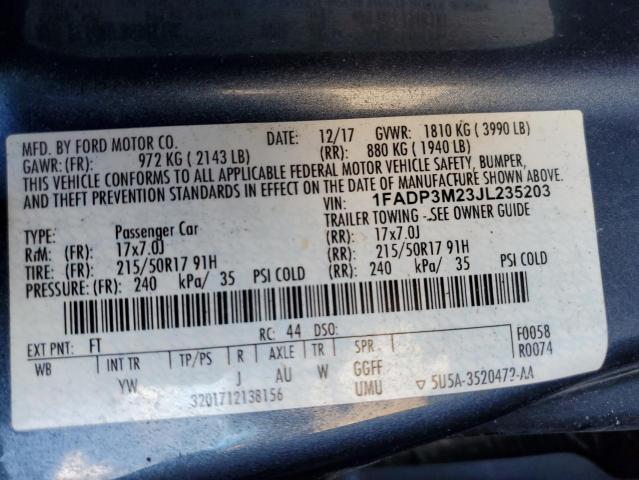 MFD. BY FORD MOTOR CO. DATE: 12/17 GVWR: 1810 KG ( 3990 LB)
GAWR: (FR): 972 KG ( 2143 LB) (RR): 880 KG ( 1940 LB)
THIS VEHICLE CONFORMS TO ALL APPLICABLE FEDERAL MOTOR VEHICLE SAFETY, BUMPER,
AND THEFT PREVENTION STANDARDS IN EFFECT ON THE DATE OF MANUFACTURE SHOWN ABOVE.
VIN: 1FADP3M23JL235203
TYPE: Passenger Car TRAILER TOWING - SEE OWNER GUIDE
RIM: (FR): 17x7.0J (RR): 17x7.0J
TIRE: (FR): 215/50R17 91H (RR): 215/50R17 91H
PRESSURE: (FR): 240 kPa/ 35 PSI COLD (RR): 240 kPa/ 35 PSI COLD
EXT PNT: FT RC: 44 DSO: F0058
WB INT TR TP/PS R AXLE TR SPR R0074
YW J AU W GGFF
UMU
3201712138156 ▽ 5U5A-3520472-AA